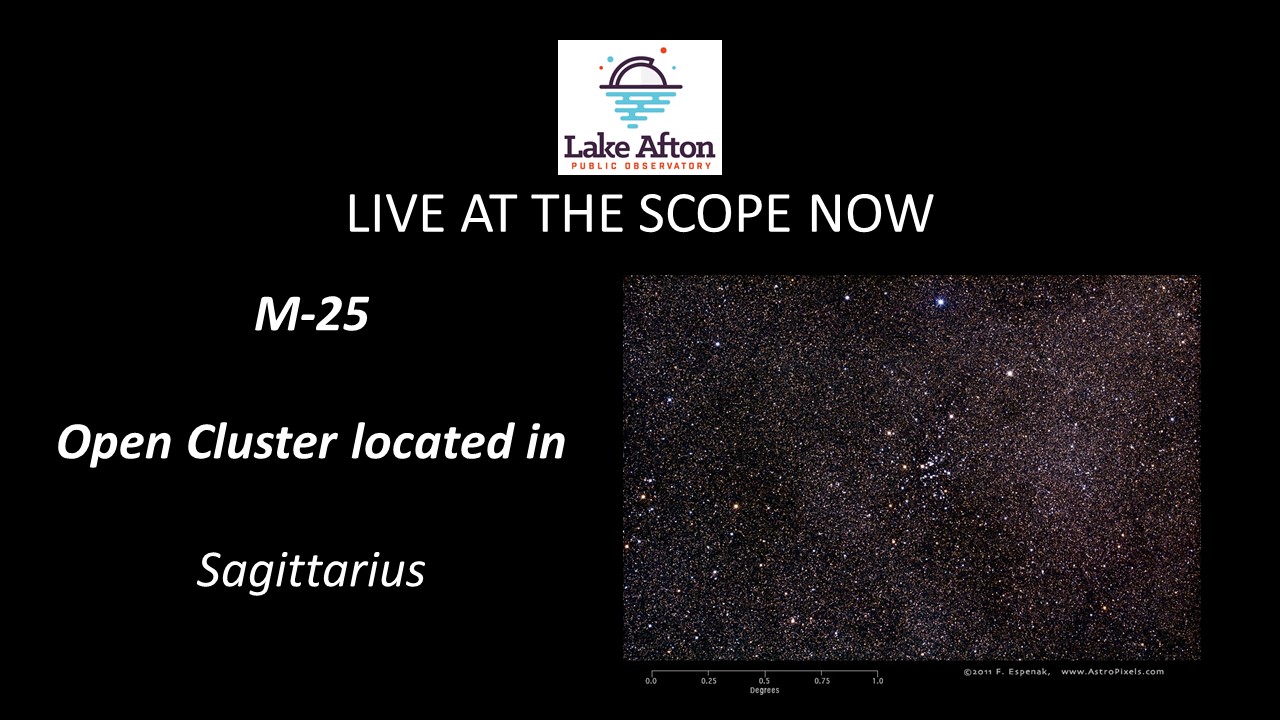 Lake Afton
PUBLIC OBSERVATORY
LIVE AT THE SCOPE NOW
M-25
Open Cluster located in
Sagittarius
0.0 0.25 0.5 0.75 1.0
Degrees
©2011 F. Espenak, www.AstroPixels.com